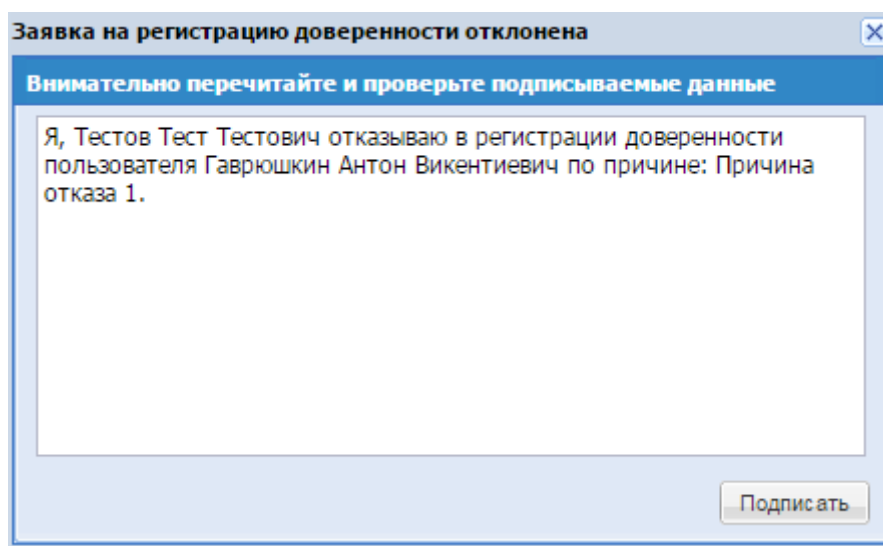 Заявка на регистрацию доверенности отклонена
Внимательно перечитайте и проверьте подписываемые данные
Я, Тестов Тест Тестович отказываю в регистрации доверенности
пользователя Гаврюшкин Антон Викентиевич по причине: Причина
отказа 1.
Подписать